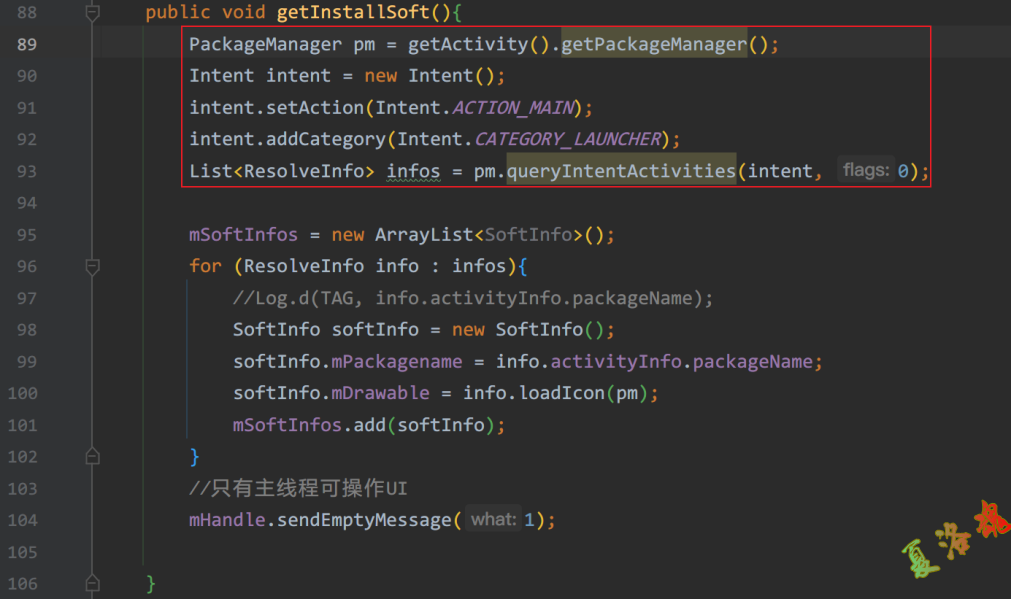 88 public void getInstallSoft(){
89 PackageManager pm = getActivity().getPackageManager();
90 Intent intent = new Intent();
91 intent.setAction(Intent.ACTION_MAIN);
92 intent.addCategory(Intent.CATEGORY_LAUNCHER);
93 List<ResolveInfo> infos = pm.queryIntentActivities(intent, flags: 0);
94
95 mSoftInfos = new ArrayList<SoftInfo>();
96 for (ResolveInfo info : infos){
97 //Log.d(TAG, info.activityInfo.packageName);
98 SoftInfo softInfo = new SoftInfo();
99 softInfo.mPackagename = info.activityInfo.packageName;
100 softInfo.mDrawable = info.loadIcon(pm);
101 mSoftInfos.add(softInfo);
102 }
103 //只有主线程可操作UI
104 mHandle.sendEmptyMessage( what: 1);
105
106 }